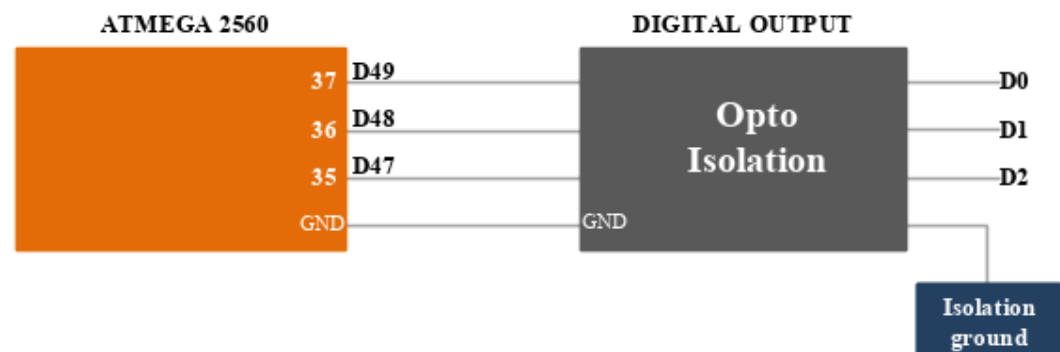 ATMEGA 2560
DIGITAL OUTPUT
37 D49
36 D48
35 D47
GND
Opto
Isolation
GND
D0
D1
D2
Isolation
ground